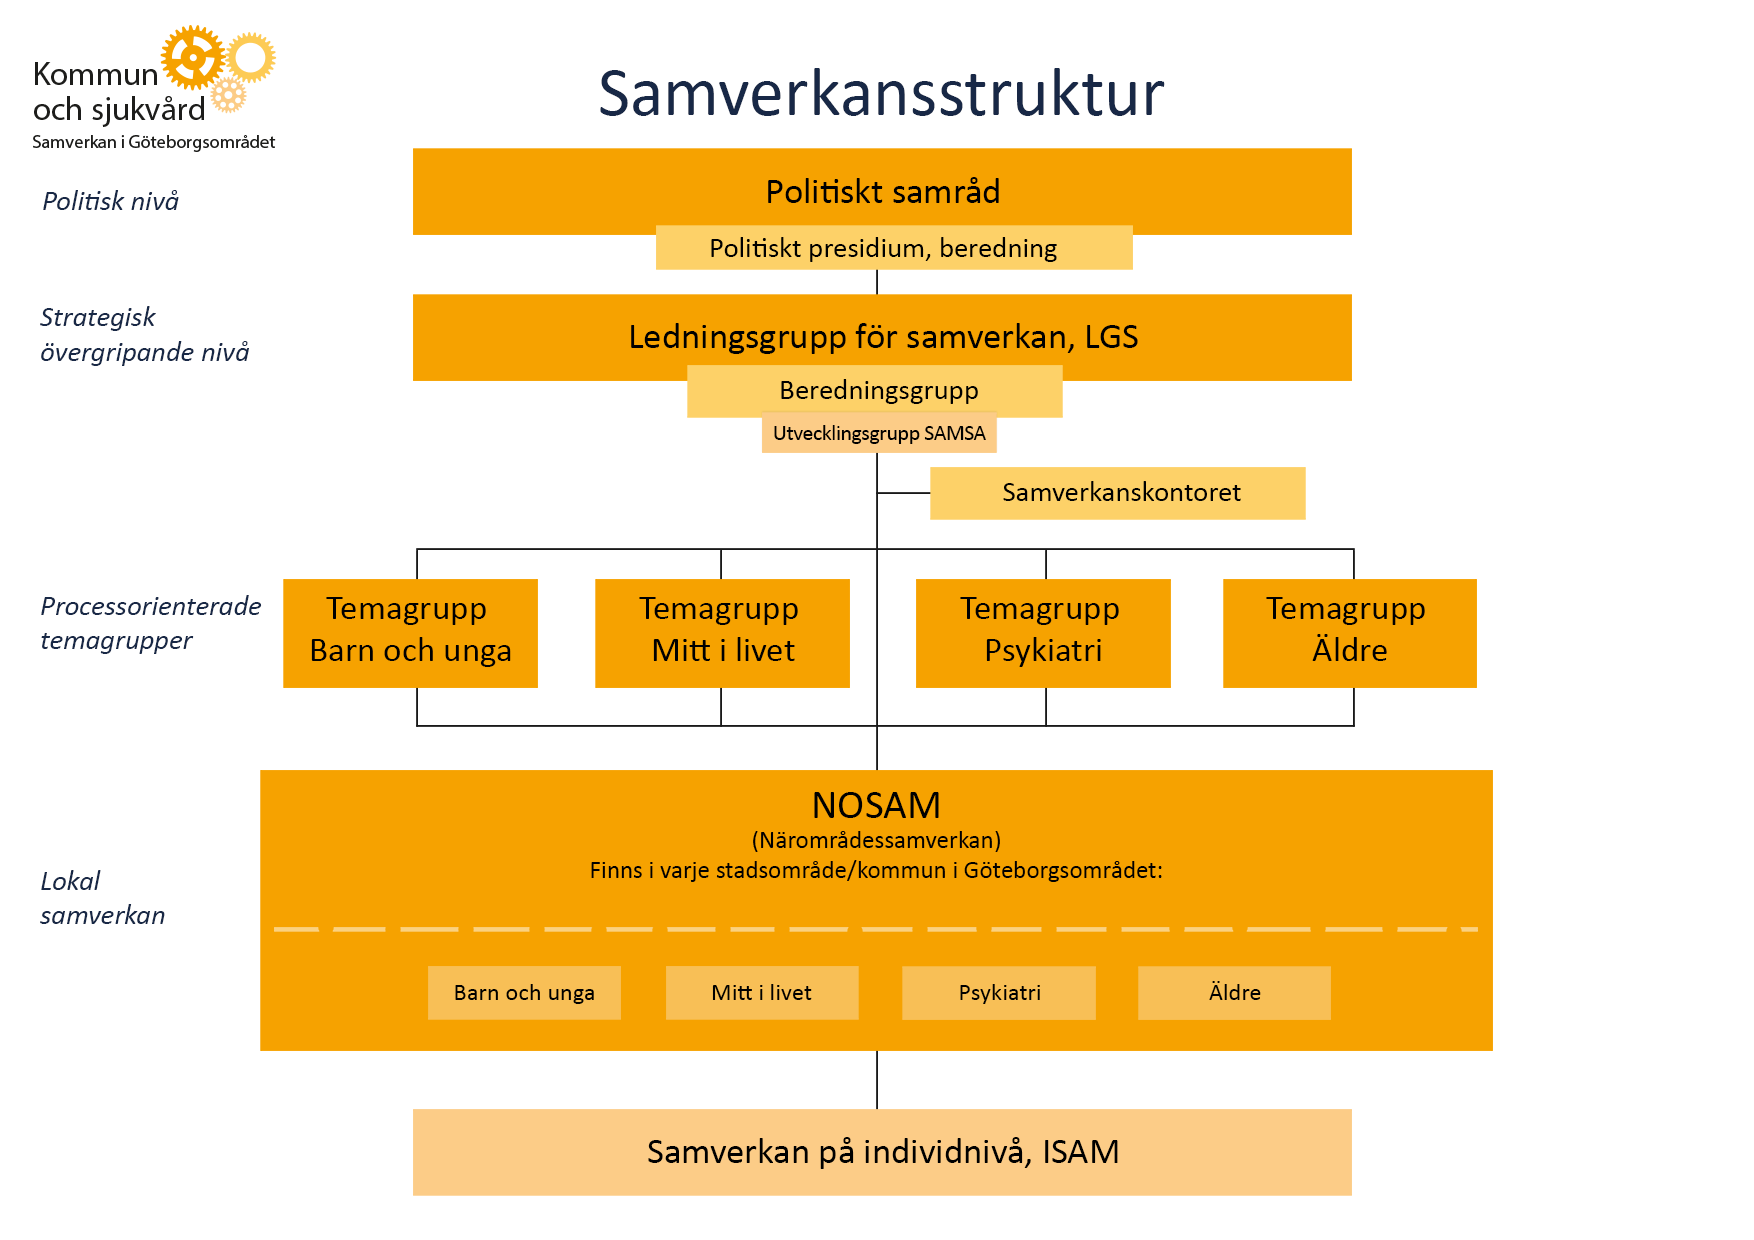 Kommun
och sjukvård
Samverkan i Göteborgsområdet
Samverkansstruktur
Politisk nivå
Politiskt samråd
Politiskt presidium, beredning
Strategisk
övergripande nivå
Ledningsgrupp för samverkan, LGS
Beredningsgrupp
Utvecklingsgrupp SAMSA
Samverkanskontoret
Processorienterade
temagrupper
Temagrupp
Barn och unga
Temagrupp
Mitt i livet
Temagrupp
Psykiatri
Temagrupp
Äldre
Lokal
samverkan
NOSAM
(Närområdessamverkan)
Finns i varje stadsområde/kommun i Göteborgsområdet:
Barn och unga
Mitt i livet
Psykiatri
Äldre
Samverkan på individnivå, ISAM